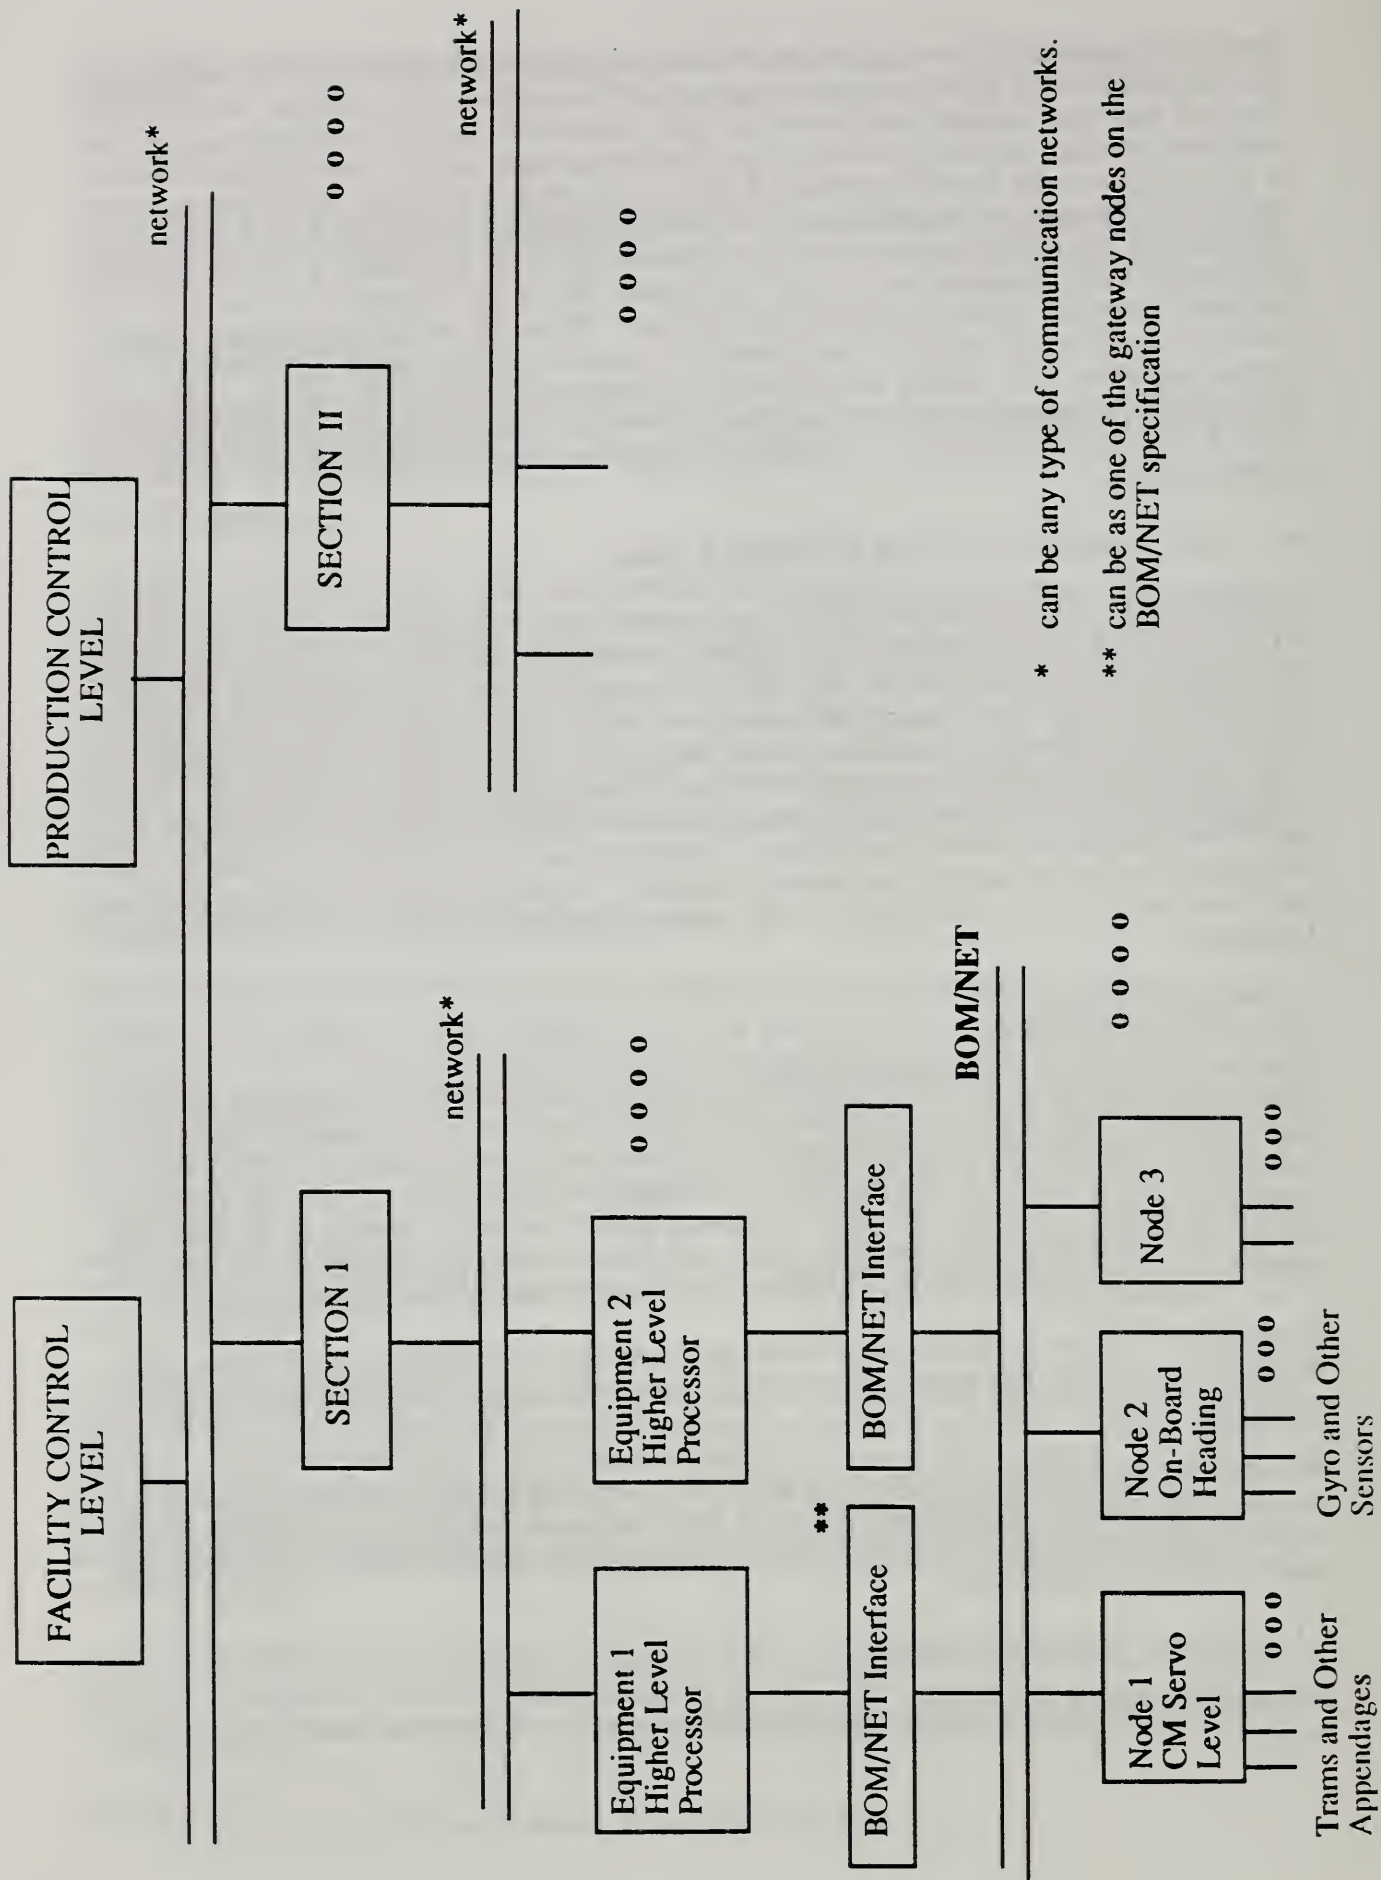 FACILITY CONTROL
LEVEL
PRODUCTION CONTROL
LEVEL
network*
SECTION 1
SECTION II
o o o o
network*
network*
Equipment 1
Higher Level
Processor
Equipment 2
Higher Level
Processor
o o o o
o o o o
**
BOM/NET Interface
BOM/NET Interface
BOM/NET
Node 1
CM Servo
Level
Node 2
On-Board
Heading
Node 3
o o o o
o o o
o o o
o o o
Trams and Other
Appendages
Gyro and Other
Sensors
* can be any type of communication networks.
** can be as one of the gateway nodes on the
BOM/NET specification